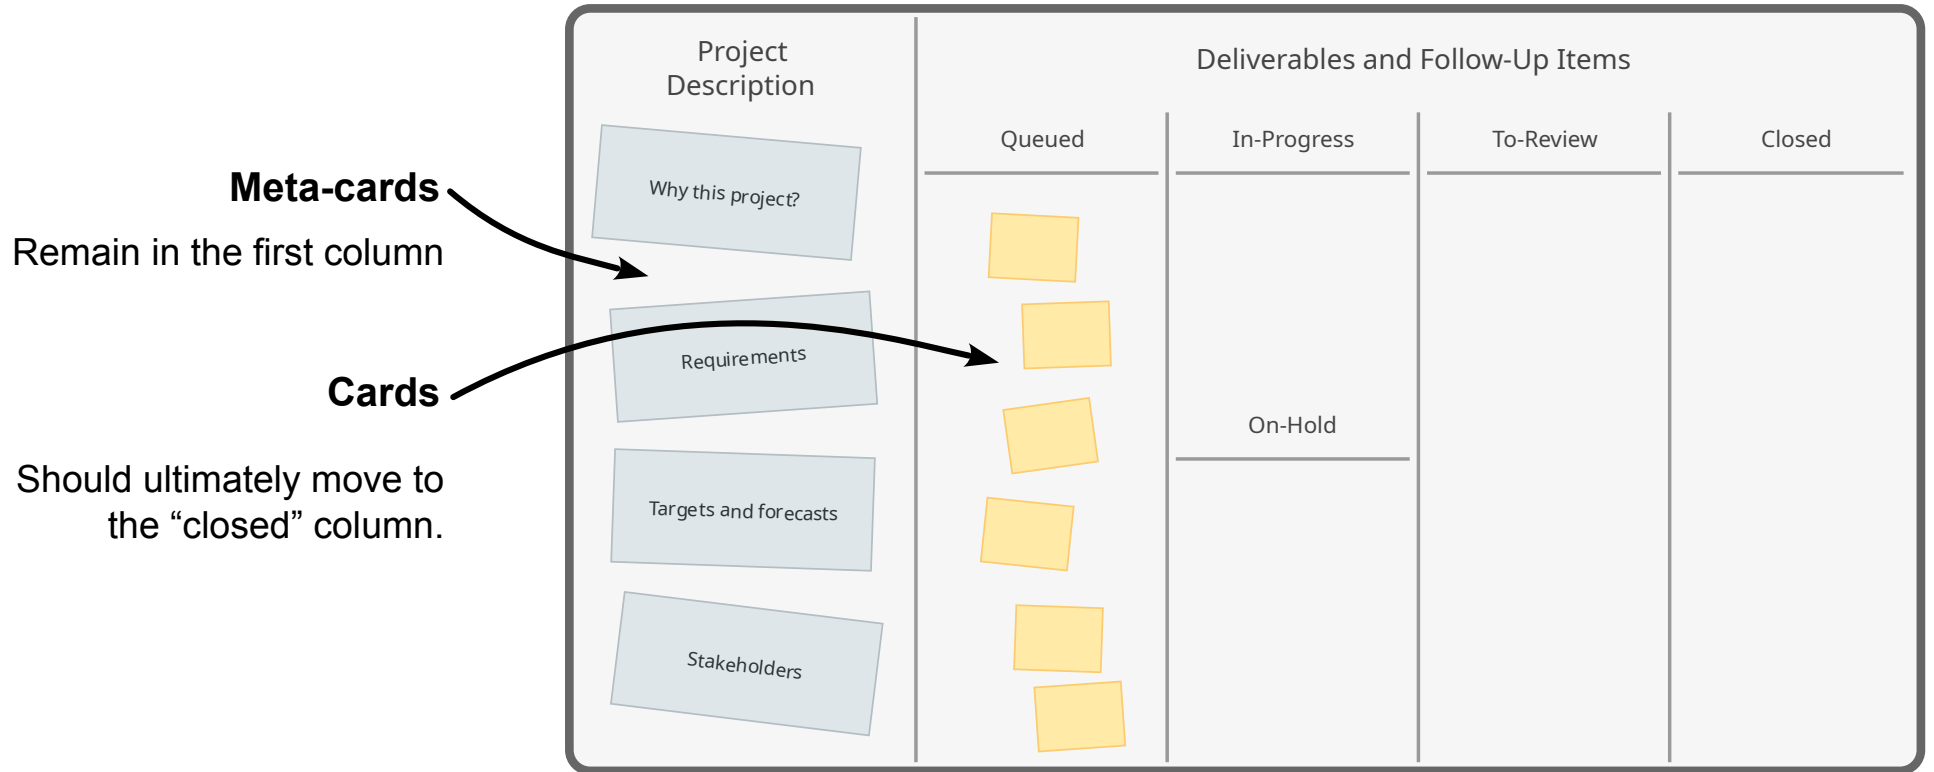 Meta-cards
Remain in the first column
Cards
Should ultimately move to
the “closed” column.
Project
Description
Why this project?
Requirements
Targets and forecasts
Stakeholders
Deliverables and Follow-Up Items
Queued
In-Progress
On-Hold
To-Review
Closed